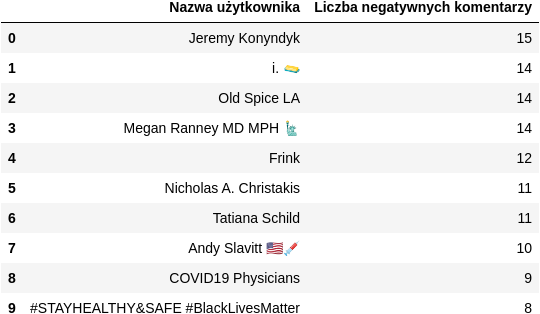 Nazwa użytkownika Liczba negatywnych komentarzy
0 Jeremy Konyndyk 15
1 i. 🧈 14
2 Old Spice LA 14
3 Megan Ranney MD MPH 🗽 14
4 Frink 12
5 Nicholas A. Christakis 11
6 Tatiana Schild 11
7 Andy Slavitt 🇺🇸💉 10
8 COVID19 Physicians 9
9 #STAYHEALTHY&SAFE #BlackLivesMatter 8